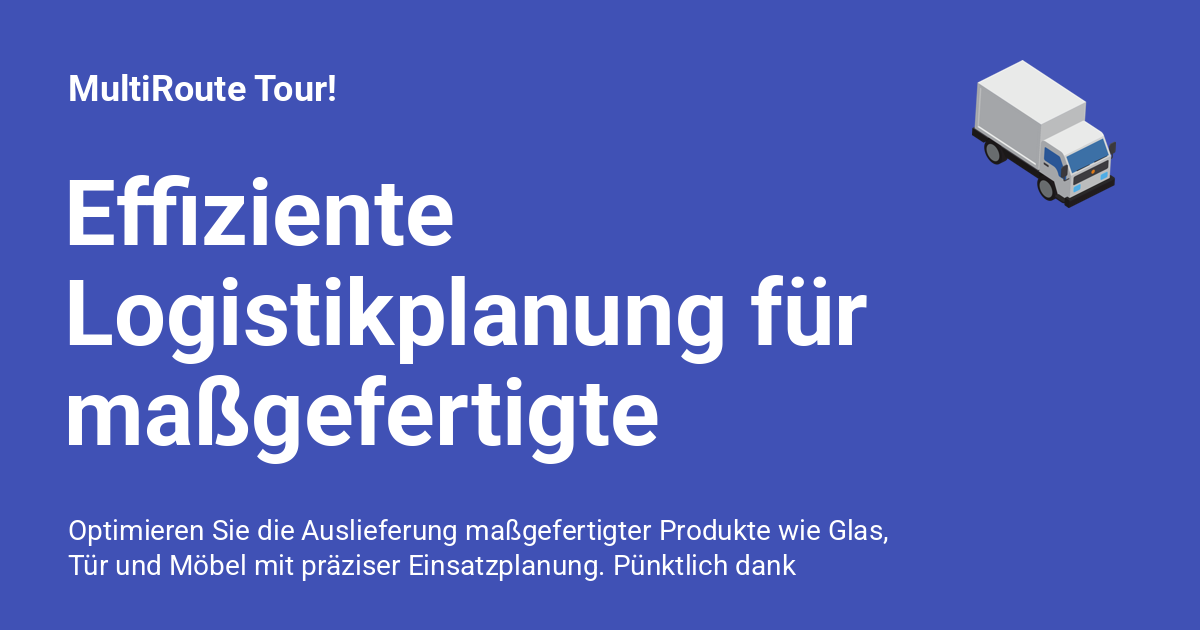 MultiRoute Tour!
Effiziente
Logistikplanung für
maßgefertigte
Optimieren Sie die Auslieferung maßgefertigter Produkte wie Glas,
Tür und Möbel mit präziser Einsatzplanung. Pünktlich dank